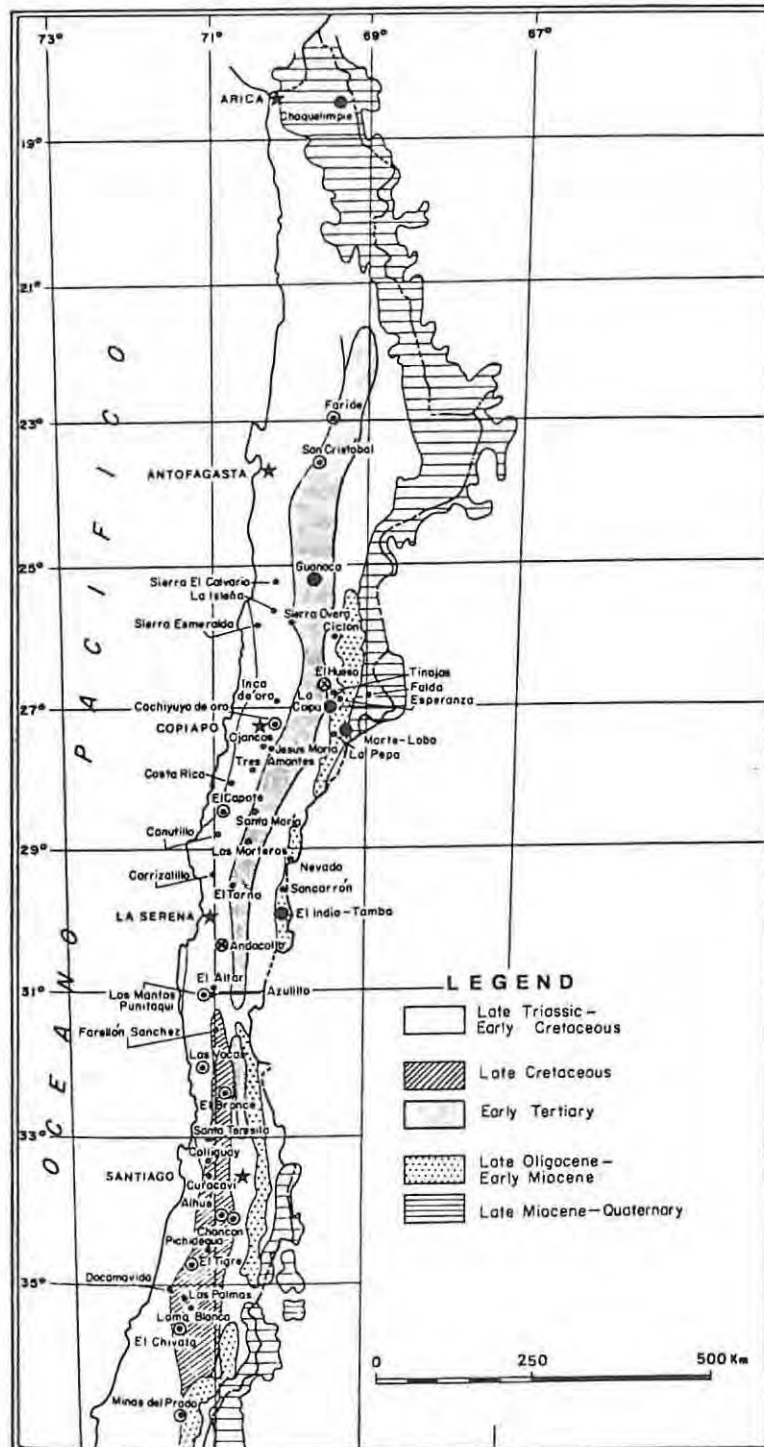 73°
71°
69°
67°
ARICA
Choquelimpie
19°
21°
Faride
23°
San Cristobal
ANTOFAGASTA
25°
Guanaca
Sierra El Calvario
La Isleña
Sierra Overa
Sierra Esmeralda
Ciclon
El Hueso
Tinajas
Inca de oro
La Coipa
Falda
Esperanza
Cachiyuyo de oro
27°
COPIAPO
Ojancos
Marte-Lobo
Jesus Maria
La Pepa
Tres Amantes
Costa Rica
El Capote
Santa Maria
Canutillo
Los Morteros
29°
Nevada
Carrizalillo
Sancarrón
El Torno
LA SERENA
El Indio-Tambo
Andacollo
El Altar
31°
Los Mantos Punitaqui
Azulillo
Farellón Sanchez
Las Vacas
El Bronce
33°
Santa Teresita
Colliguay
SANTIAGO
Curacavi
Alhue
Chancon
Pichidegua
El Tigre
35°
Docamavida
Las Palmas
Loma Blanca
El Chivato
Minas del Prado
OCEANO PACIFICO
LEGEND
Late Triassic-
Early Cretaceous
Late Cretaceous
Early Tertiary
Late Oligocene-
Early Miocene
Late Miocene-Quaternary
0 250 500 Km